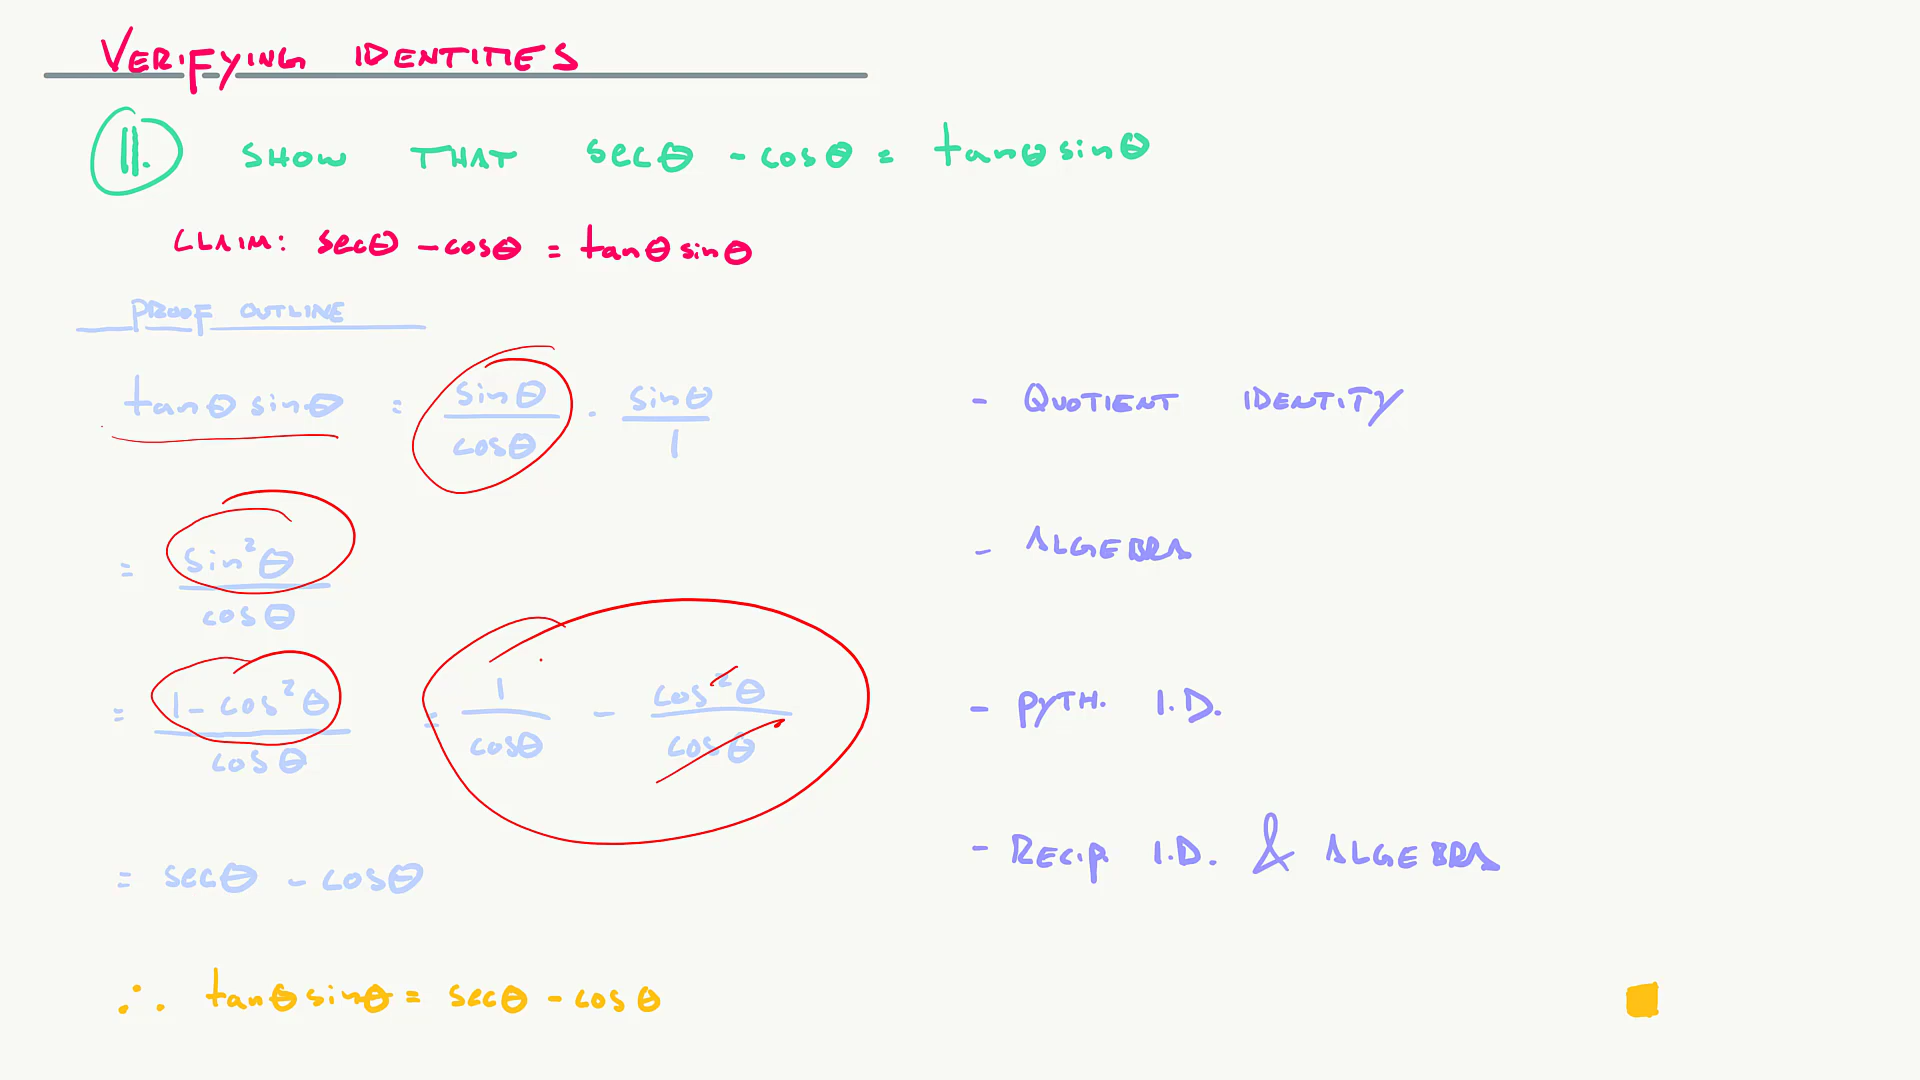 VERIFYING IDENTITIES
11. SHOW THAT secθ - cosθ = tanθ sinθ
CLAIM: secθ - cosθ = tanθ sinθ
PROOF OUTLINE
tanθ sinθ = sinθ/cosθ · sinθ/1 - QUOTIENT IDENTITY
= sin²θ/cosθ - ALGEBRA
= 1 - cos²θ/cosθ = 1/cosθ - cos²θ/cosθ - PYTH. I.D.
= secθ - cosθ - RECIP. I.D. & ALGEBRA
∴ tanθ sinθ = secθ - cosθ ■